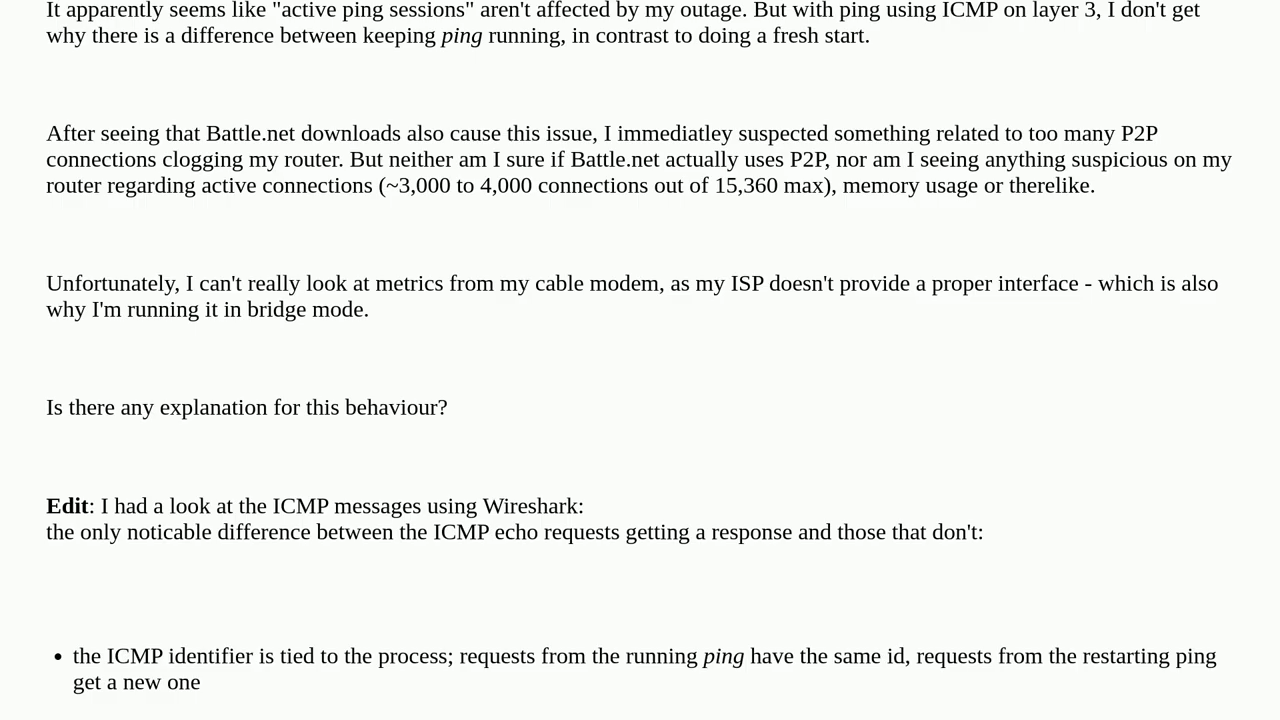 It apparently seems like "active ping sessions" aren't affected by my outage. But with ping using ICMP on layer 3, I don't get
why there is a difference between keeping ping running, in contrast to doing a fresh start.
After seeing that Battle.net downloads also cause this issue, I immediatley suspected something related to too many P2P
connections clogging my router. But neither am I sure if Battle.net actually uses P2P, nor am I seeing anything suspicious on my
router regarding active connections (~3,000 to 4,000 connections out of 15,360 max), memory usage or therelike.
Unfortunately, I can't really look at metrics from my cable modem, as my ISP doesn't provide a proper interface - which is also
why I'm running it in bridge mode.
Is there any explanation for this behaviour?
Edit: I had a look at the ICMP messages using Wireshark:
the only noticable difference between the ICMP echo requests getting a response and those that don't:
• the ICMP identifier is tied to the process; requests from the running ping have the same id, requests from the restarting ping
get a new one